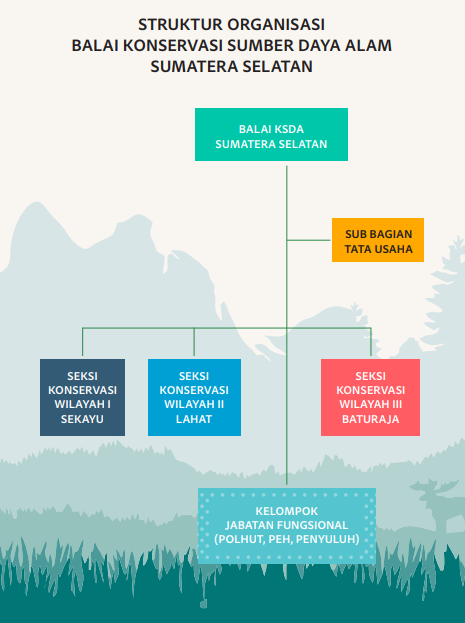 STRUKTUR ORGANISASI
BALAI KONSERVASI SUMBER DAYA ALAM
SUMATERA SELATAN
BALAI KSDA
SUMATERA SELATAN
SUB BAGIAN
TATA USAHA
SEKSI
KONSERVASI
WILAYAH I
SEKAYU
SEKSI
KONSERVASI
WILAYAH II
LAHAT
SEKSI
KONSERVASI
WILAYAH III
BATURAJA
KELOMPOK
JABATAN FUNGSIONAL
(POLHUT, PEH, PENYULUH)